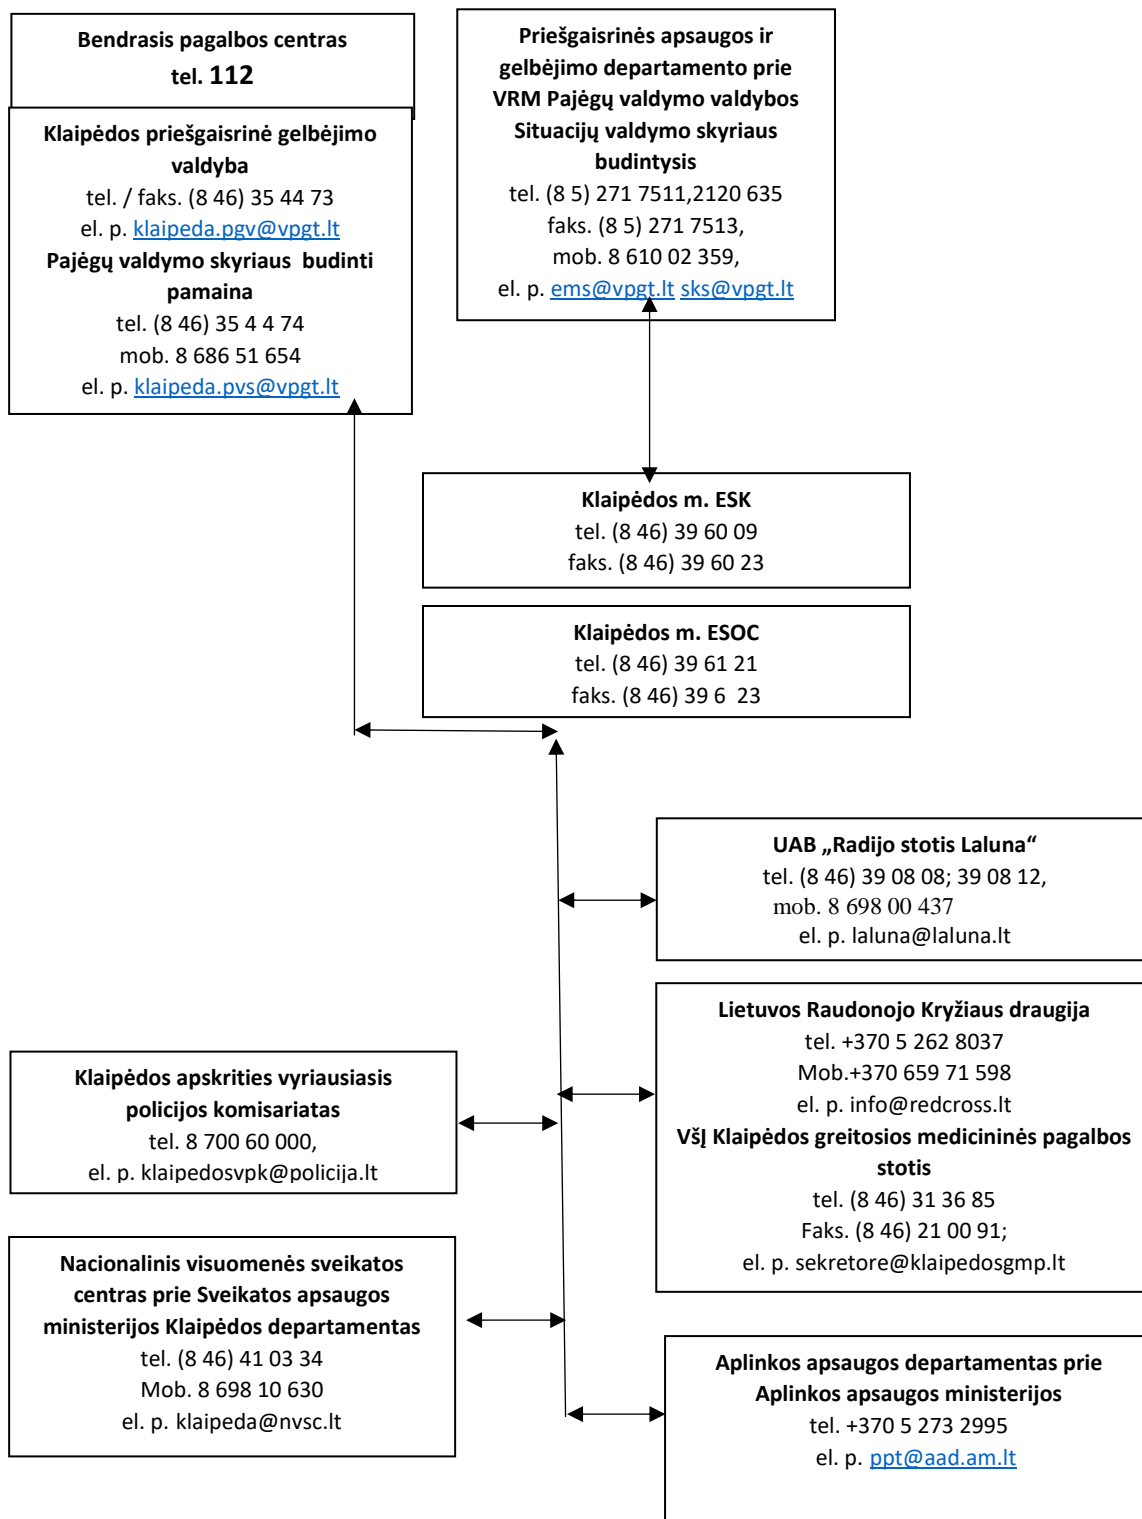 Bendrasis pagalbos centras
tel. 112
Klaipėdos priešgaisrinė gelbėjimo
valdyba
tel. / faks. (8 46) 35 44 73
el. p. klaipeda.pgv@vpgt.lt
Pajėgų valdymo skyriaus  budinti
pamaina
tel. (8 46) 35 4 4 74
mob. 8 686 51 654
el. p. klaipeda.pvs@vpgt.lt
Priešgaisrinės apsaugos ir
gelbėjimo departamento prie
VRM Pajėgų valdymo valdybos
Situacijų valdymo skyriaus
budintysis
tel. (8 5) 271 7511,2120 635
faks. (8 5) 271 7513,
mob. 8 610 02 359,
el. p. ems@vpgt.lt sks@vpgt.lt
Klaipėdos m. ESK
tel. (8 46) 39 60 09
faks. (8 46) 39 60 23
Klaipėdos m. ESOC
tel. (8 46) 39 61 21
faks. (8 46) 39 6  23
UAB „Radijo stotis Laluna“
tel. (8 46) 39 08 08; 39 08 12,
mob. 8 698 00 437
el. p. laluna@laluna.lt
Lietuvos Raudonojo Kryžiaus draugija
tel. +370 5 262 8037
Mob.+370 659 71 598
el. p. info@redcross.lt
VšĮ Klaipėdos greitosios medicininės pagalbos
stotis
tel. (8 46) 31 36 85
Faks. (8 46) 21 00 91;
el. p. sekretore@klaipedosgmp.lt
Klaipėdos apskrities vyriausiasis
policijos komisariatas
tel. 8 700 60 000,
el. p. klaipedosvpk@policija.lt
Nacionalinis visuomenės sveikatos
centras prie Sveikatos apsaugos
ministerijos Klaipėdos departamentas
tel. (8 46) 41 03 34
Mob. 8 698 10 630
el. p. klaipeda@nvsc.lt
Aplinkos apsaugos departamentas prie
Aplinkos apsaugos ministerijos
tel. +370 5 273 2995
el. p. ppt@aad.am.lt